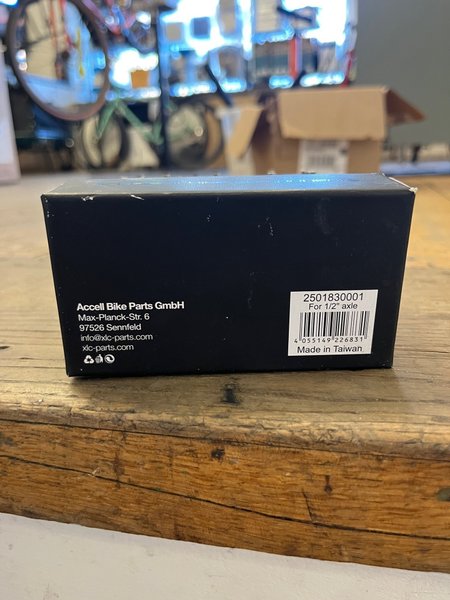 Accell Bike Parts GmbH
Max-Planck-Str. 6
97526 Sennfeld
info@xlc-parts.com
xlc-parts.com
2501830001
For 1/2" axle
4 055149 226831
Made in Taiwan